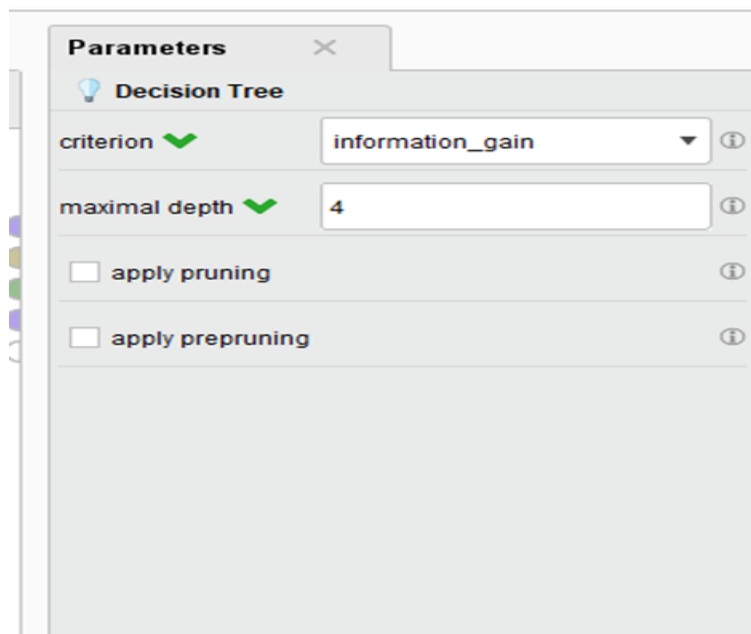 Parameters
Decision Tree
criterion information_gain
maximal depth 4
apply pruning
apply prepruning